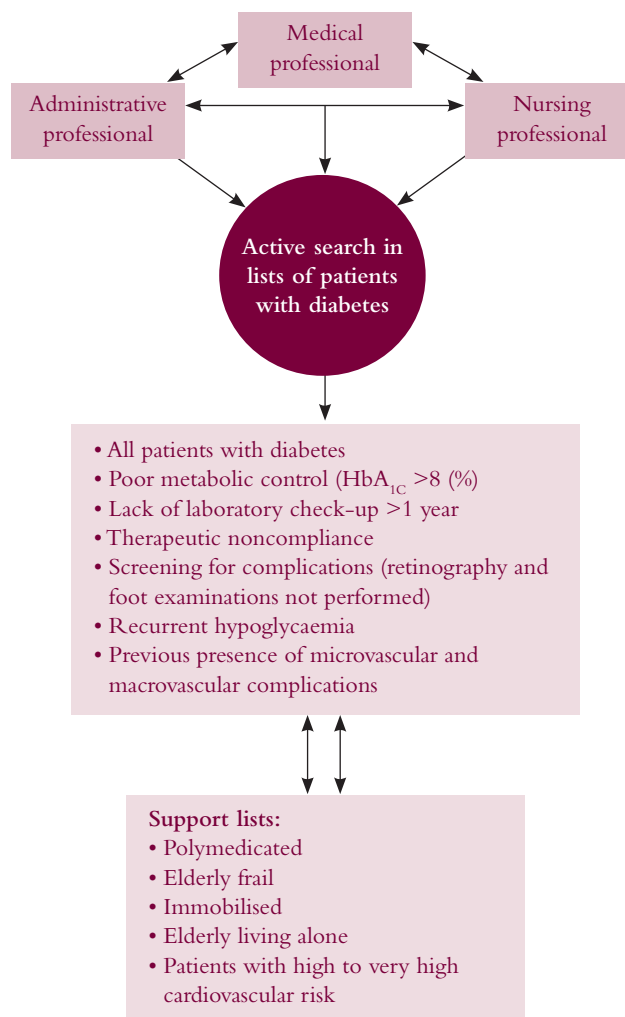 Medical
professional
Administrative
professional
Nursing
professional
Active search in
lists of patients
with diabetes
• All patients with diabetes
• Poor metabolic control (HbA1C >8 (%)
• Lack of laboratory check-up >1 year
• Therapeutic noncompliance
• Screening for complications (retinography and
foot examinations not performed)
• Recurrent hypoglycaemia
• Previous presence of microvascular and
macrovascular complications
Support lists:
• Polymedicated
• Elderly frail
• Immobilised
• Elderly living alone
• Patients with high to very high
cardiovascular risk